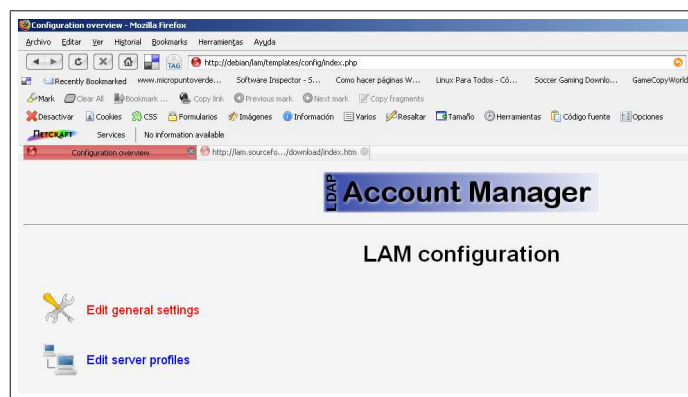 Configuration overview - Mozilla Firefox
Archivo Editar Ver Historial Bookmarks Herramientas Ayuda
TAG http://debian/lam/templates/config/index.php
Recently Bookmarked www.micropuntoverde... Software Inspector - S... Como hacer páginas W... Linux Para Todos - Có... Soccer Gaming Downlo... GameCopyWorld
Mark Clear All Bookmark ... Copy link Previous mark Next mark Copy fragments
Desactivar Cookies CSS Formularios Imágenes Información Varios Resaltar Tamaño Herramientas Código fuente Opciones
NETCRAFT Services No information available
Configuration overview http://lam.sourcefo.../download/index.htm
LDAP Account Manager
LAM configuration
Edit general settings
Edit server profiles